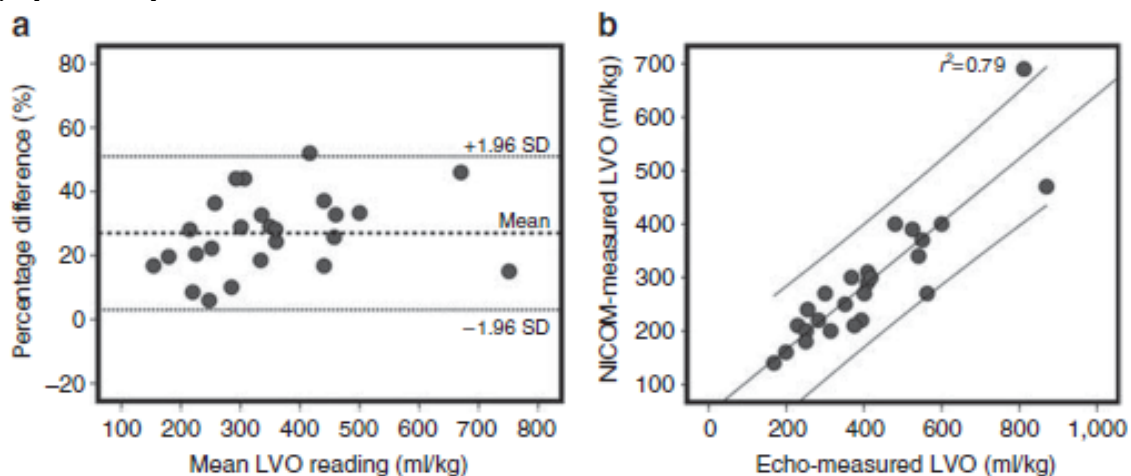 a
80
60
40
20
0
−20
Percentage difference (%)
+1.96 SD
Mean
−1.96 SD
100 200 300 400 500 600 700 800
Mean LVO reading (ml/kg)
b
700
600
500
400
300
200
100
NICOM-measured LVO (ml/kg)
r²=0.79
0 200 400 600 800 1,000
Echo-measured LVO (ml/kg)